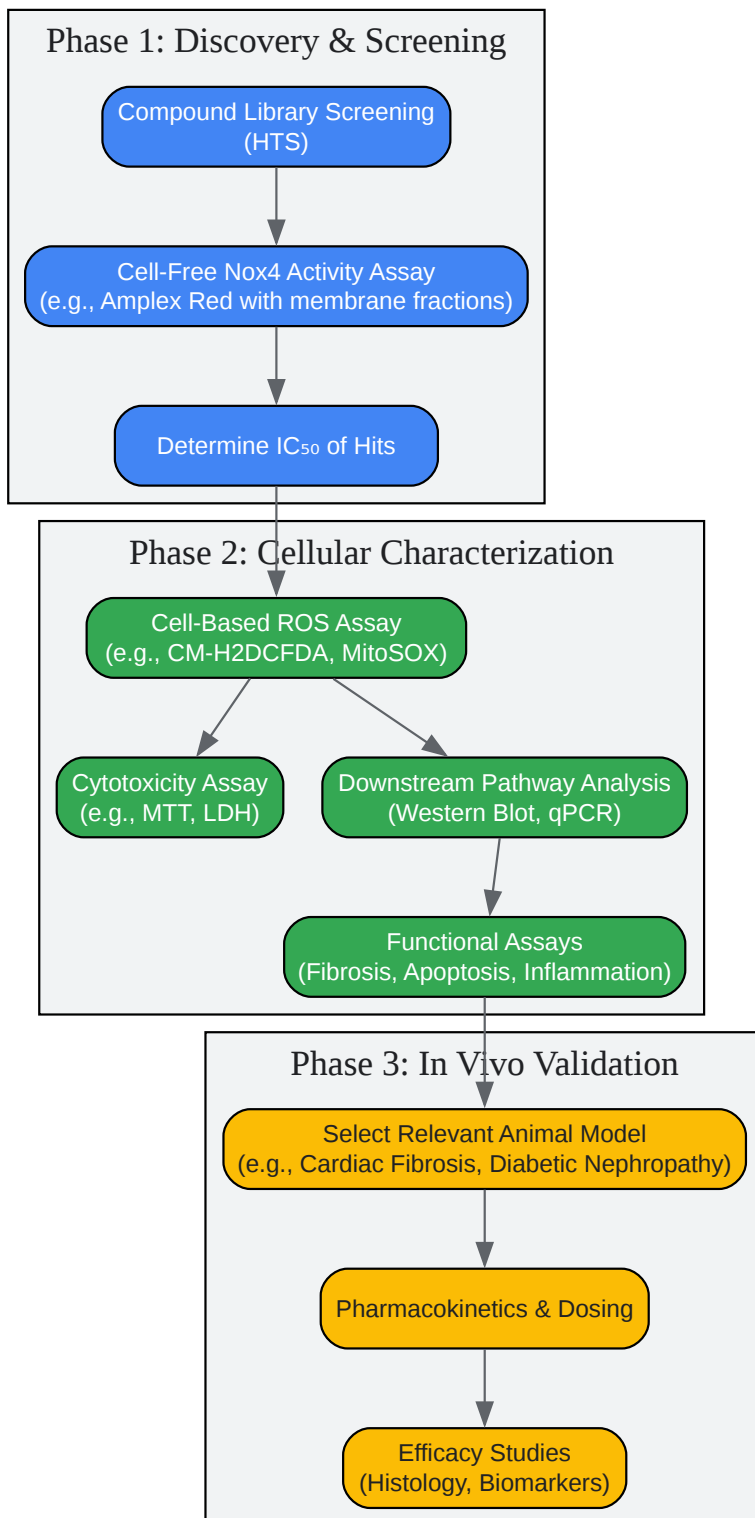 Phase 1: Discovery & Screening
Compound Library Screening
(HTS)
Cell-Free Nox4 Activity Assay
(e.g., Amplex Red with membrane fractions)
Determine IC₅₀ of Hits
Phase 2: Cellular Characterization
Cell-Based ROS Assay
(e.g., CM-H2DCFDA, MitoSOX)
Cytotoxicity Assay
(e.g., MTT, LDH)
Downstream Pathway Analysis
(Western Blot, qPCR)
Functional Assays
(Fibrosis, Apoptosis, Inflammation)
Phase 3: In Vivo Validation
Select Relevant Animal Model
(e.g., Cardiac Fibrosis, Diabetic Nephropathy)
Pharmacokinetics & Dosing
Efficacy Studies
(Histology, Biomarkers)